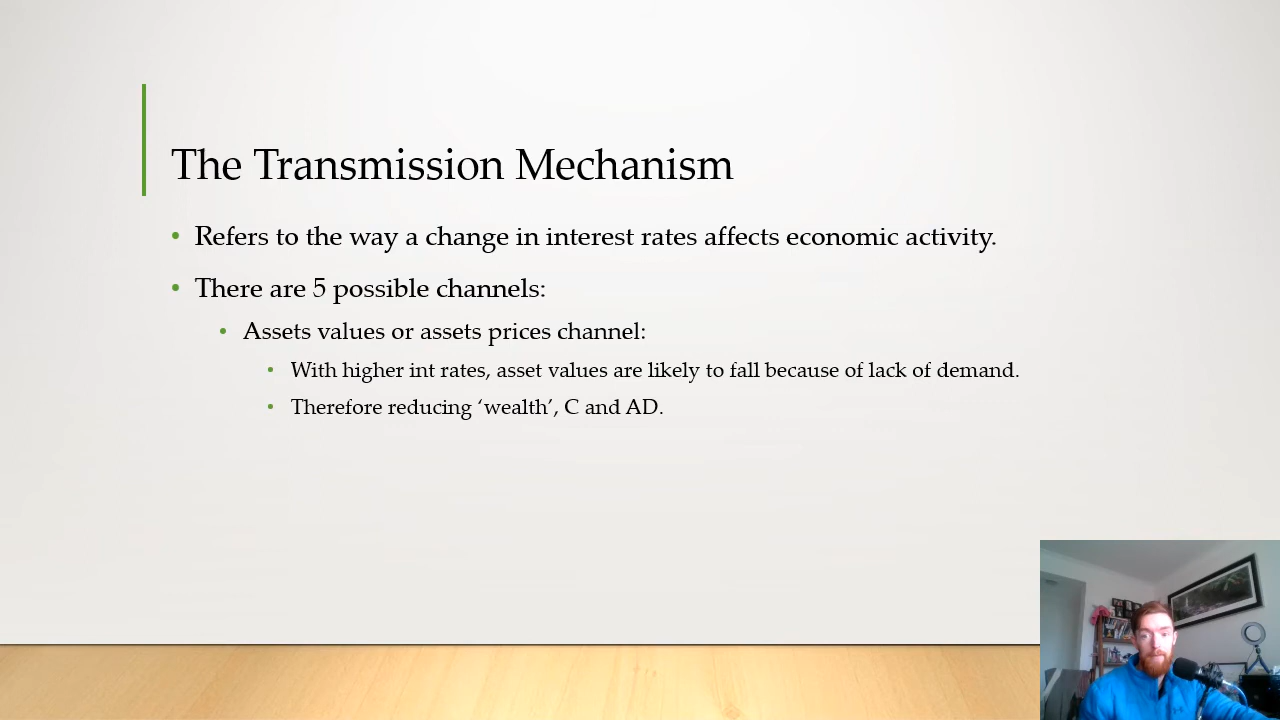 The Transmission Mechanism
• Refers to the way a change in interest rates affects economic activity.
• There are 5 possible channels:
• Assets values or assets prices channel:
• With higher int rates, asset values are likely to fall because of lack of demand.
• Therefore reducing ‘wealth’, C and AD.